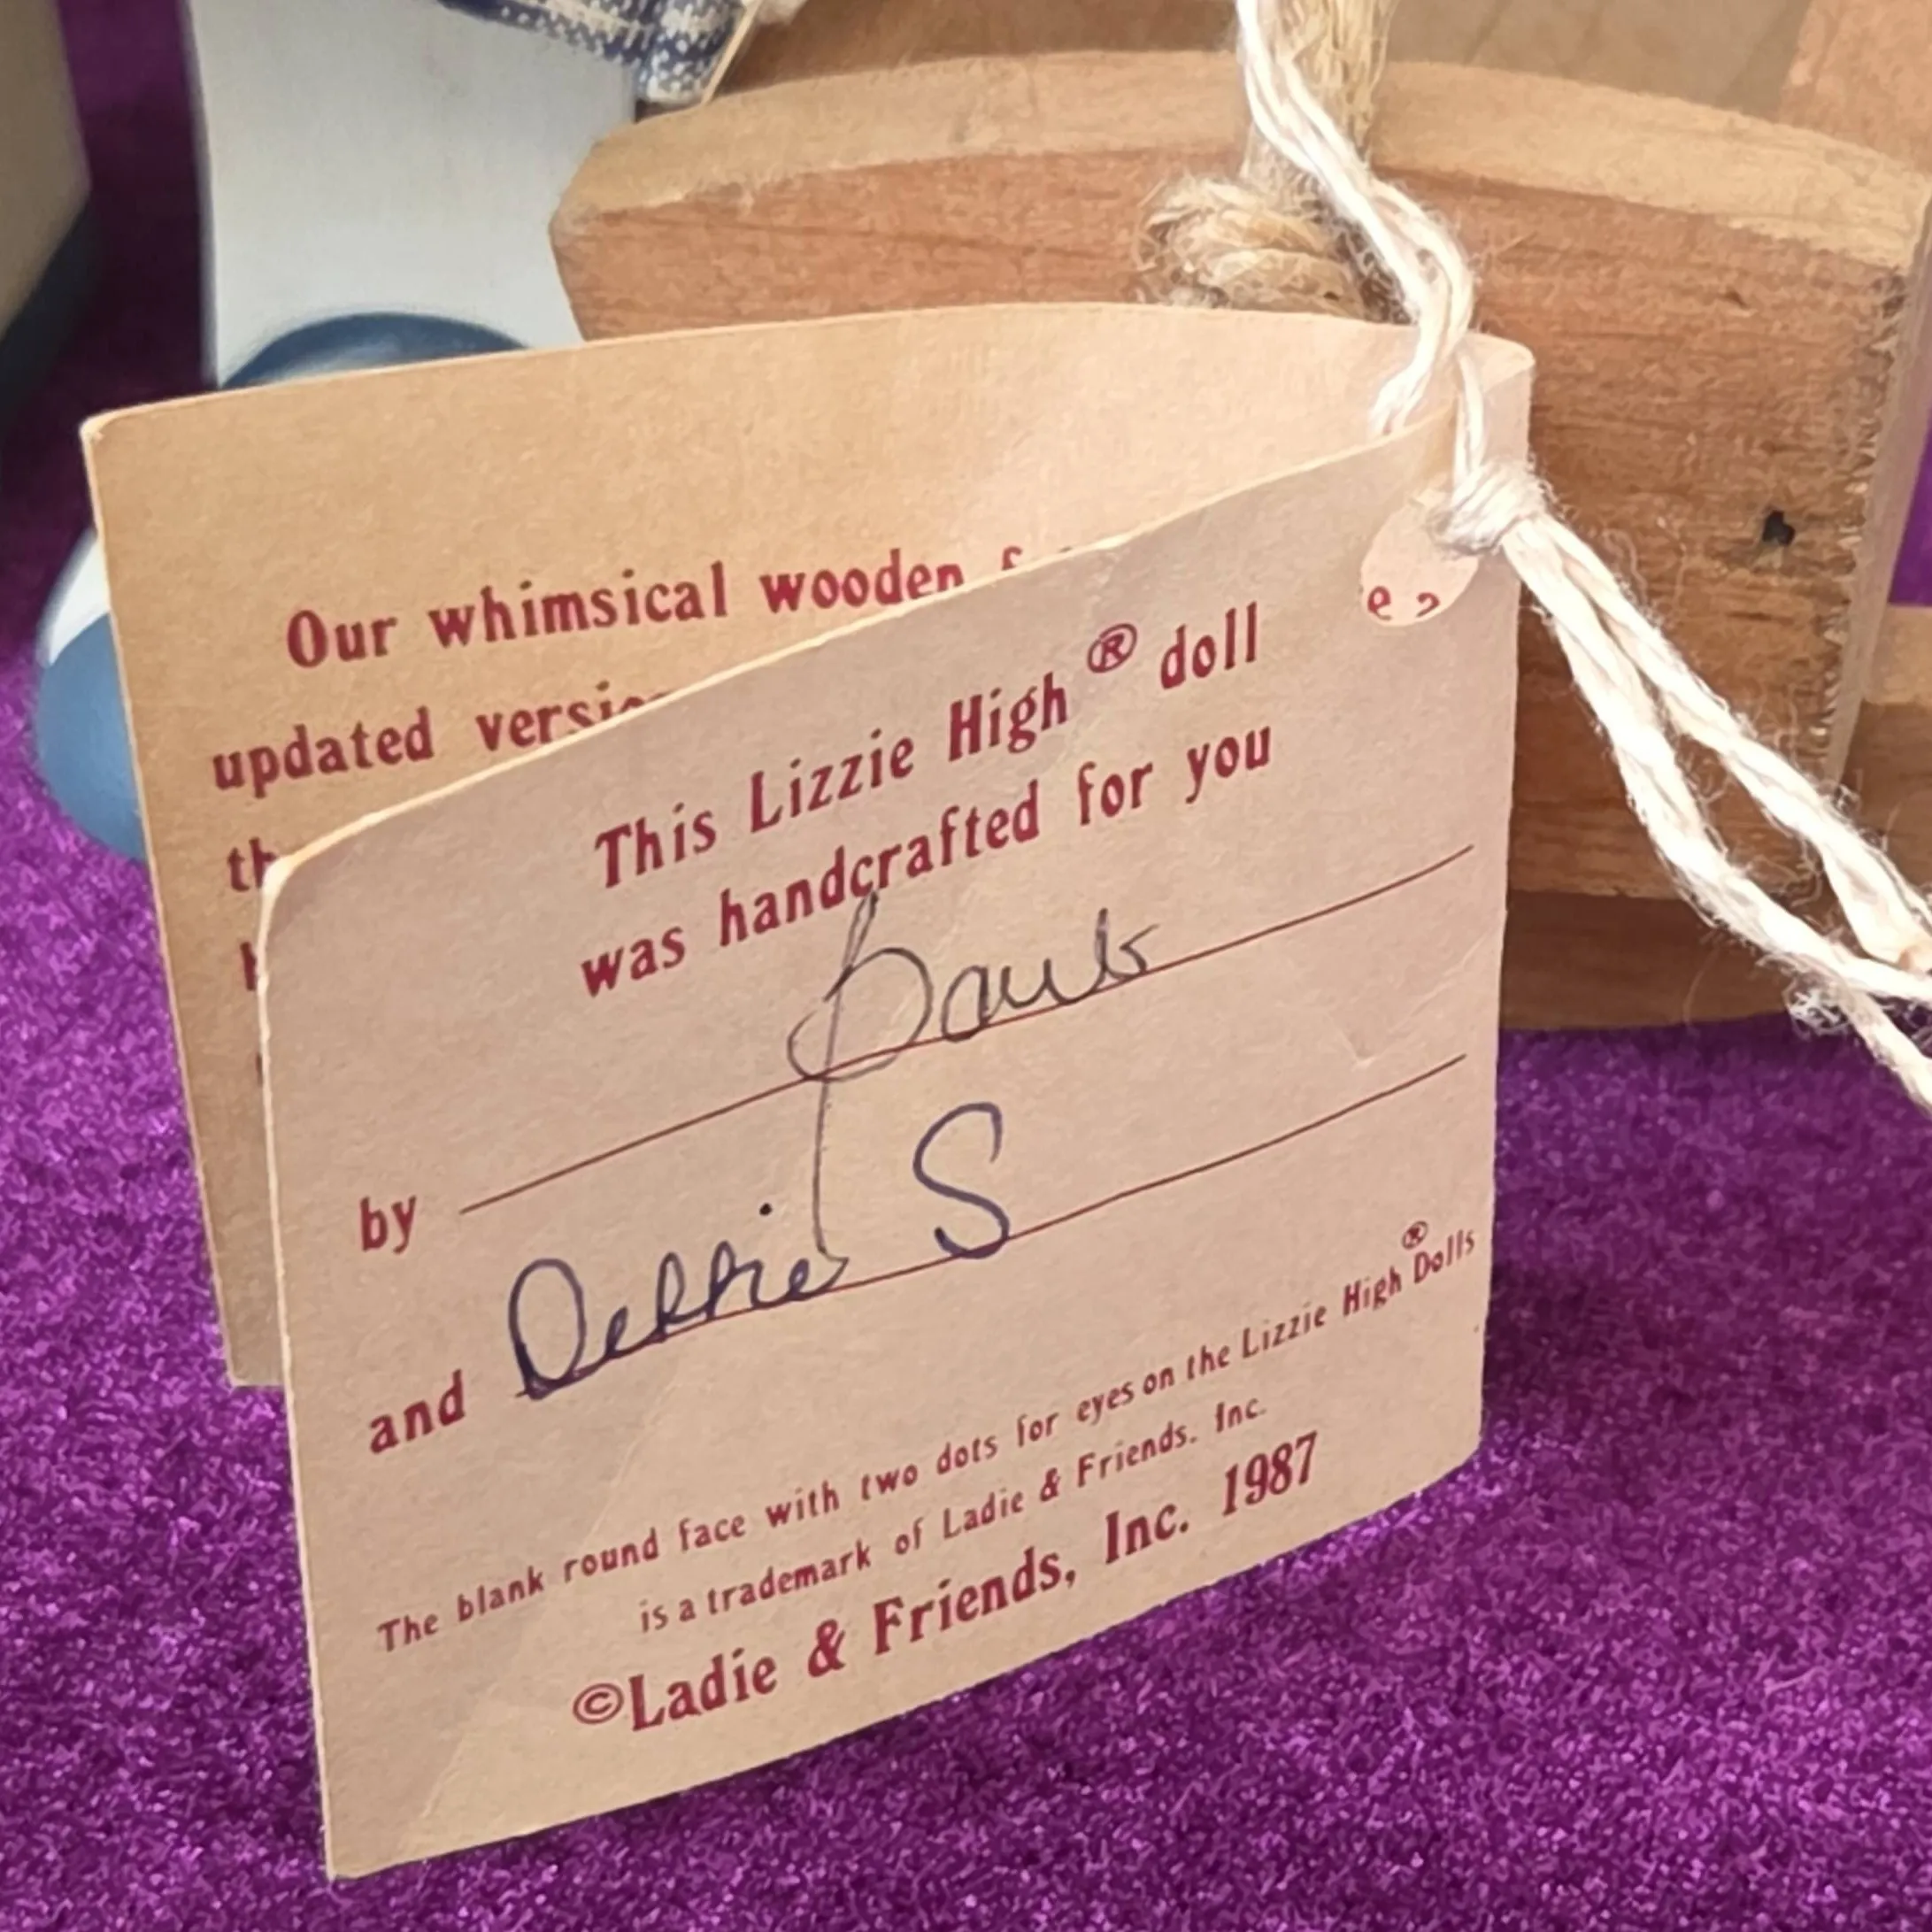 Our whimsical wooden
updated
This Lizzie High® doll
was handcrafted for you
by
and Debbie S
The blank round face with two dots for eyes on the Lizzie High® Dolls
is a trademark of Ladie & Friends, Inc.
©Ladie & Friends, Inc. 1987